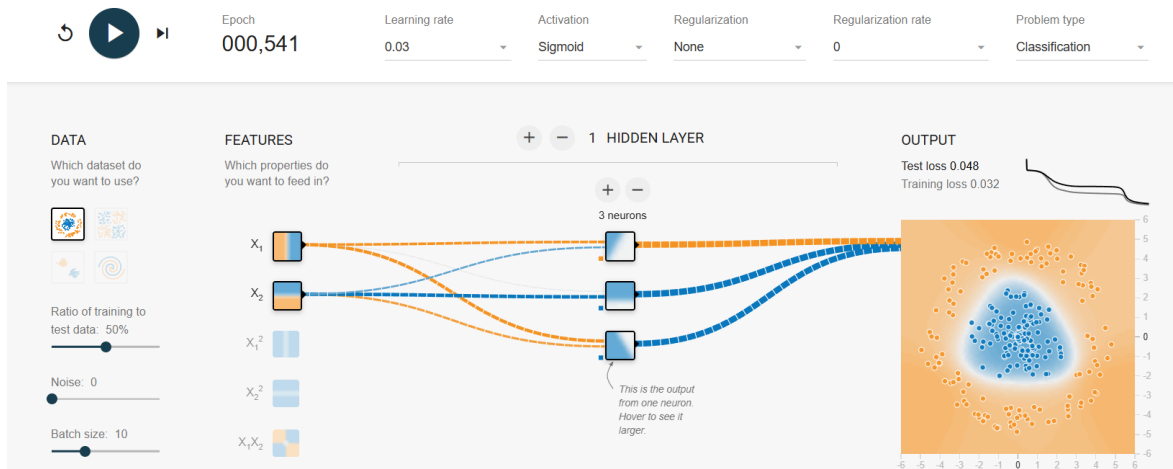 Epoch
000,541
Learning rate
0.03
Activation
Sigmoid
Regularization
None
Regularization rate
0
Problem type
Classification
DATA
Which dataset do
you want to use?
Ratio of training to
test data: 50%
Noise: 0
Batch size: 10
FEATURES
Which properties do
you want to feed in?
X₁
X₂
X₁²
X₂²
X₁X₂
+ − 1 HIDDEN LAYER
+ −
3 neurons
This is the output
from one neuron.
Hover to see it
larger.
OUTPUT
Test loss 0.048
Training loss 0.032
6
5
4
3
2
1
0
-1
-2
-3
-4
-5
-6
-6 -5 -4 -3 -2 -1 0 1 2 3 4 5 6